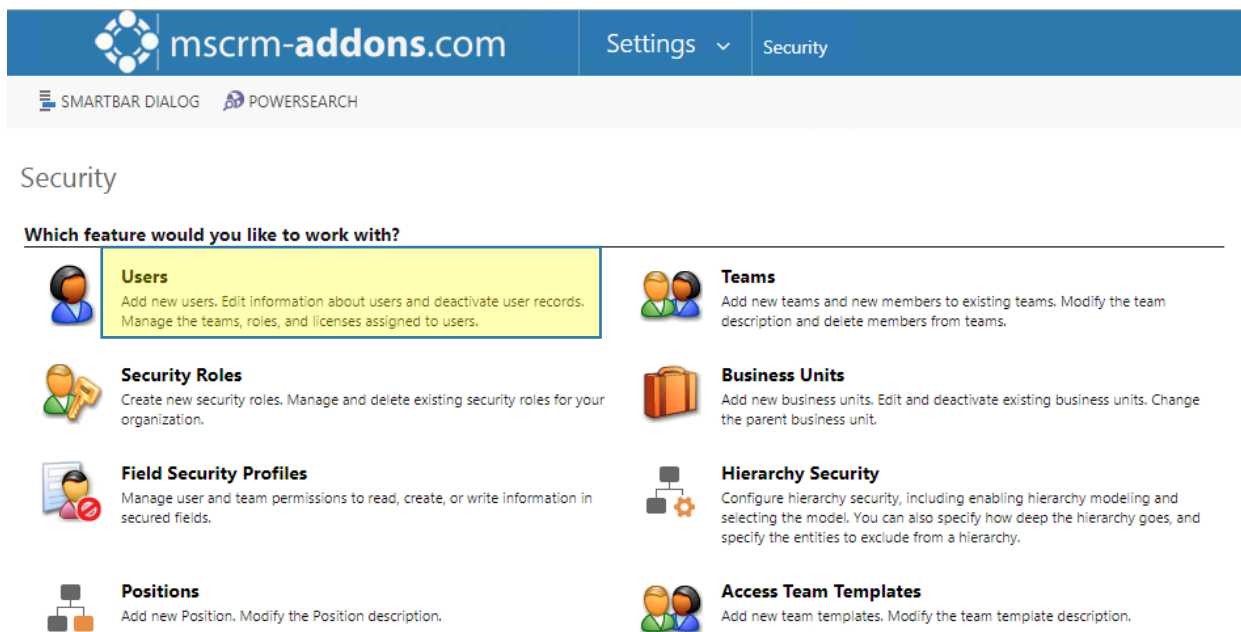 mscrm-addons.com
Settings
Security
SMARTBAR DIALOG
POWERSEARCH
Security
Which feature would you like to work with?
Users
Add new users. Edit information about users and deactivate user records.
Manage the teams, roles, and licenses assigned to users.
Teams
Add new teams and new members to existing teams. Modify the team
description and delete members from teams.
Security Roles
Create new security roles. Manage and delete existing security roles for your
organization.
Business Units
Add new business units. Edit and deactivate existing business units. Change
the parent business unit.
Field Security Profiles
Manage user and team permissions to read, create, or write information in
secured fields.
Hierarchy Security
Configure hierarchy security, including enabling hierarchy modeling and
selecting the model. You can also specify how deep the hierarchy goes, and
specify the entities to exclude from a hierarchy.
Positions
Add new Position. Modify the Position description.
Access Team Templates
Add new team templates. Modify the team template description.